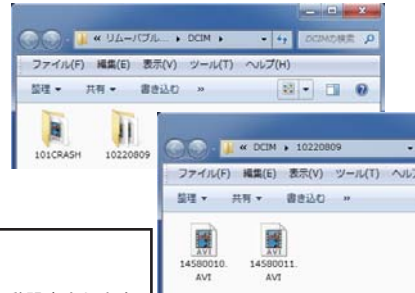 « リムーバブル... ▸ DCIM ▸
DCIMの検索
ファイル(F) 編集(E) 表示(V) ツール(T) ヘルプ(H)
整理 ▼ 共有 ▼ 書き込む »
101CRASH 10220809
« DCIM ▸ 10220809
ファイル(F) 編集(E) 表示(V) ツール(T) ヘル
整理 ▼ 共有 ▼ 書き込む »
14580010.AVI 14580011.AVI